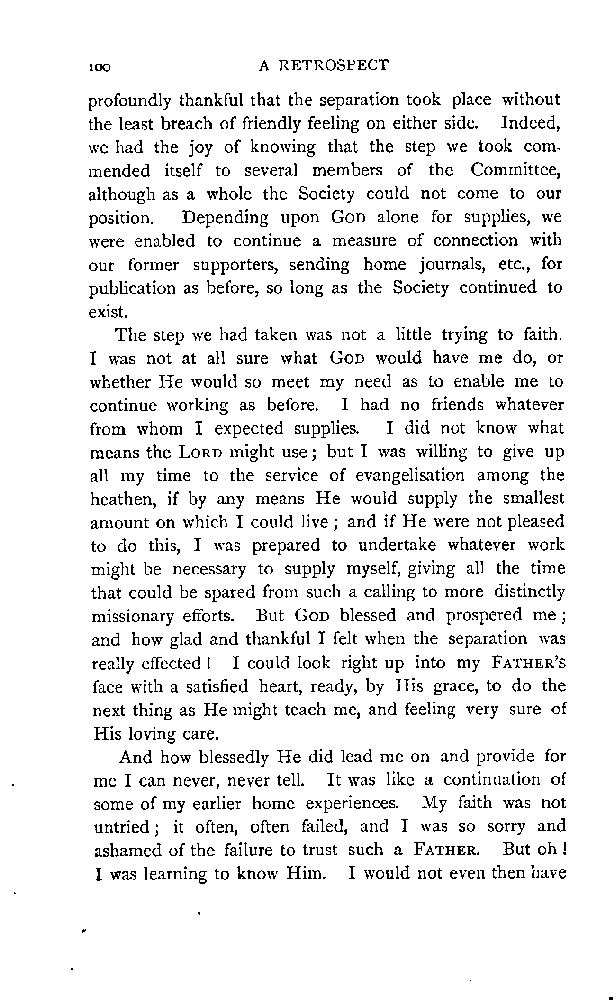 100 A RETROSPECT
profoundly thankful that the separation took place without
the least breach of friendly feeling on either side. Indeed,
we had the joy of knowing that the step we took com-
mended itself to several members of the Committee,
although as a whole the Society could not come to our
position. Depending upon GOD alone for supplies, we
were enabled to continue a measure of connection with
our former supporters, sending home journals, etc., for
publication as before, so long as the Society continued to
exist.
The step we had taken was not a little trying to faith.
I was not at all sure what GOD would have me do, or
whether He would so meet my need as to enable me to
continue working as before. I had no friends whatever
from whom I expected supplies. I did not know what
means the LORD might use; but I was willing to give up
all my time to the service of evangelisation among the
heathen, if by any means He would supply the smallest
amount on which I could live; and if He were not pleased
to do this, I was prepared to undertake whatever work
might be necessary to supply myself, giving all the time
that could be spared from such a calling to more distinctly
missionary efforts. But GOD blessed and prospered me;
and how glad and thankful I felt when the separation was
really effected! I could look right up into my FATHER'S
face with a satisfied heart, ready, by His grace, to do the
next thing as He might teach me, and feeling very sure of
His loving care.
And how blessedly He did lead me on and provide for
me I can never, never tell. It was like a continuation of
some of my earlier home experiences. My faith was not
untried; it often, often failed, and I was so sorry and
ashamed of the failure to trust such a FATHER. But oh!
I was learning to know Him. I would not even then have